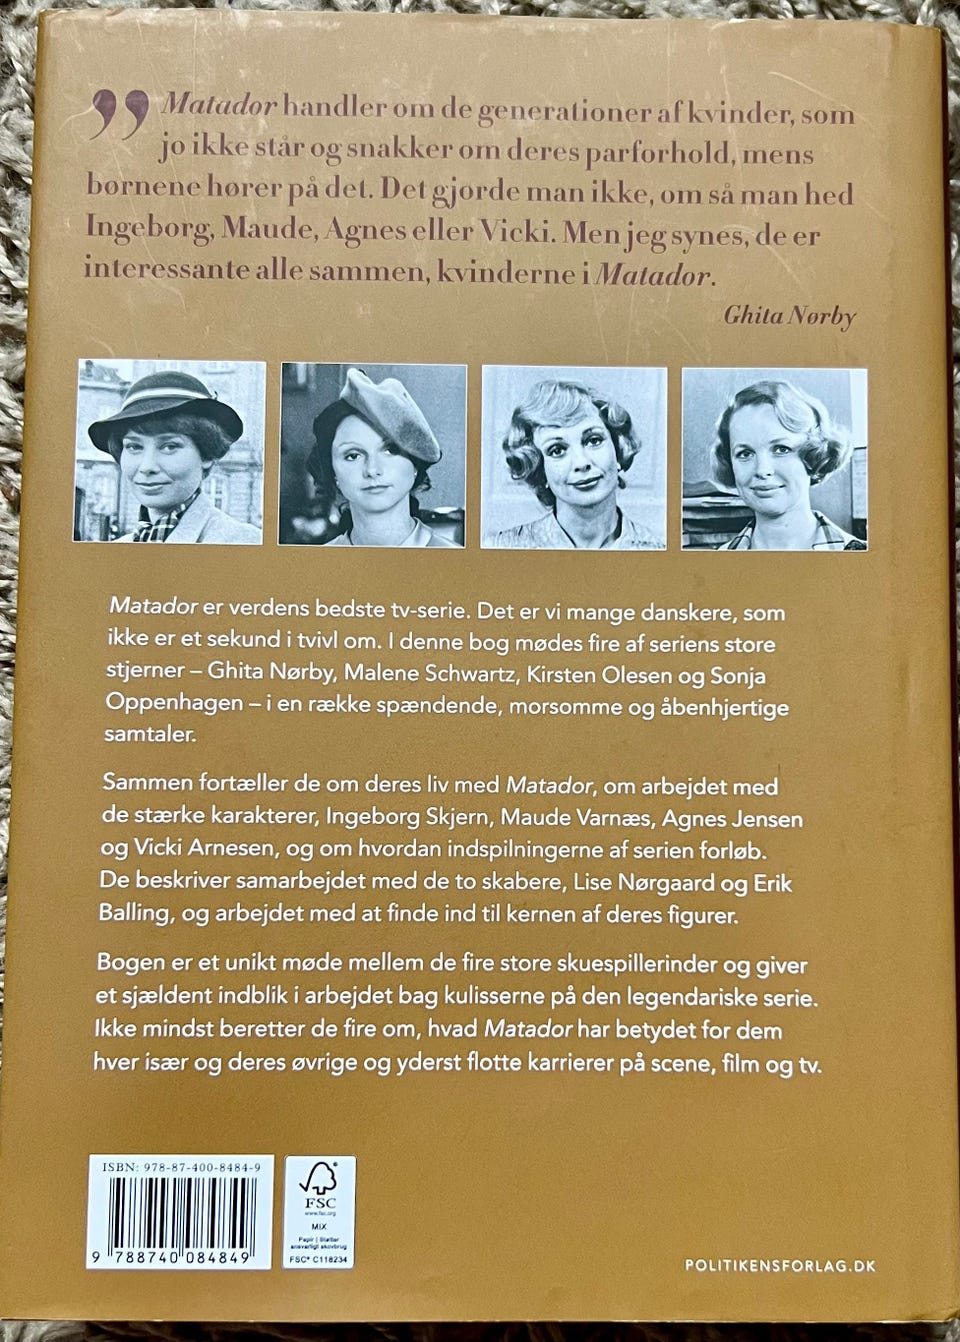 ” Matador handler om de generationer af kvinder, som
jo ikke står og snakker om deres parforhold, mens
børnene hører på det. Det gjorde man ikke, om så man hed
Ingeborg, Maude, Agnes eller Vicki. Men jeg synes, de er
interessante alle sammen, kvinderne i Matador.
Ghita Nørby
Matador er verdens bedste tv-serie. Det er vi mange danskere, som
ikke er et sekund i tvivl om. I denne bog mødes fire af seriens store
stjerner – Ghita Nørby, Malene Schwartz, Kirsten Olesen og Sonja
Oppenhagen – i en række spændende, morsomme og åbenhjertige
samtaler.
Sammen fortæller de om deres liv med Matador, om arbejdet med
de stærke karakterer, Ingeborg Skjern, Maude Varnæs, Agnes Jensen
og Vicki Arnesen, og om hvordan indspilningerne af serien forløb.
De beskriver samarbejdet med de to skabere, Lise Nørgaard og Erik
Balling, og arbejdet med at finde ind til kernen af deres figurer.
Bogen er et unikt møde mellem de fire store skuespillerinder og giver
et sjældent indblik i arbejdet bag kulisserne på den legendariske serie.
Ikke mindst beretter de fire om, hvad Matador har betydet for dem
hver især og deres øvrige og yderst flotte karrierer på scene, film og tv.
ISBN: 978-87-400-8484-9
9 788740 084849
FSC
www.fsc.org
MIX
Papir | Støtter
ansvarligt skovbrug
FSC® C118234
POLITIKENSFORLAG.DK